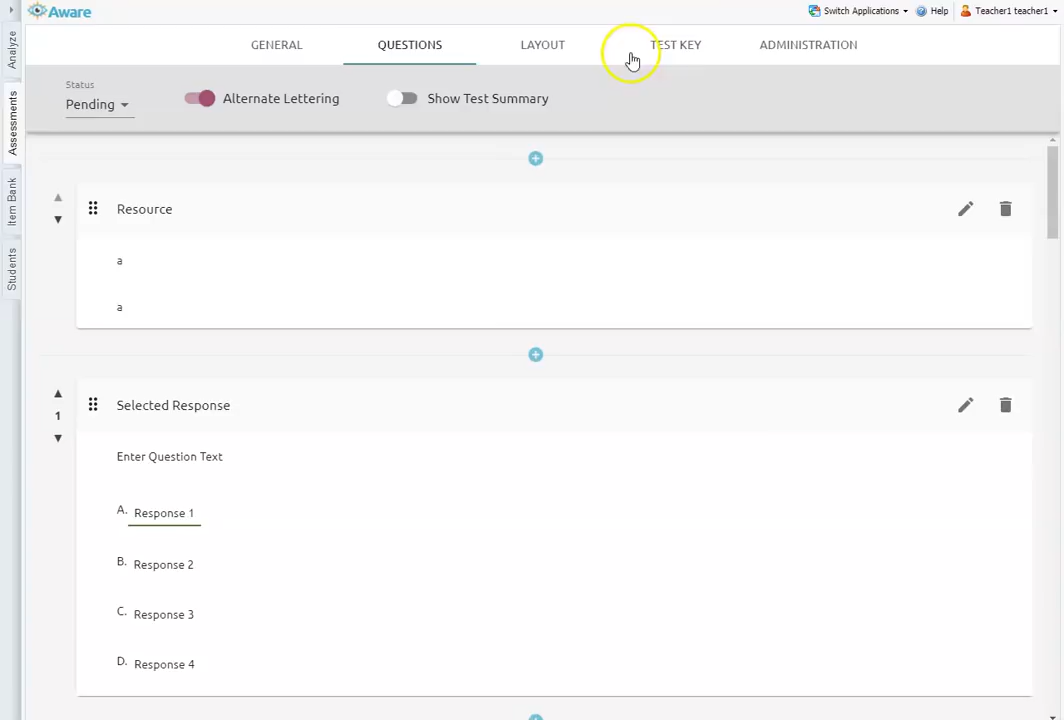 Aware
Switch Applications
Help
Teacher1 teacher1
Analyze
Assessments
Item Bank
Students
GENERAL
QUESTIONS
LAYOUT
TEST KEY
ADMINISTRATION
Status
Pending
Alternate Lettering
Show Test Summary
Resource
a
a
1
Selected Response
Enter Question Text
A. Response 1
B. Response 2
C. Response 3
D. Response 4